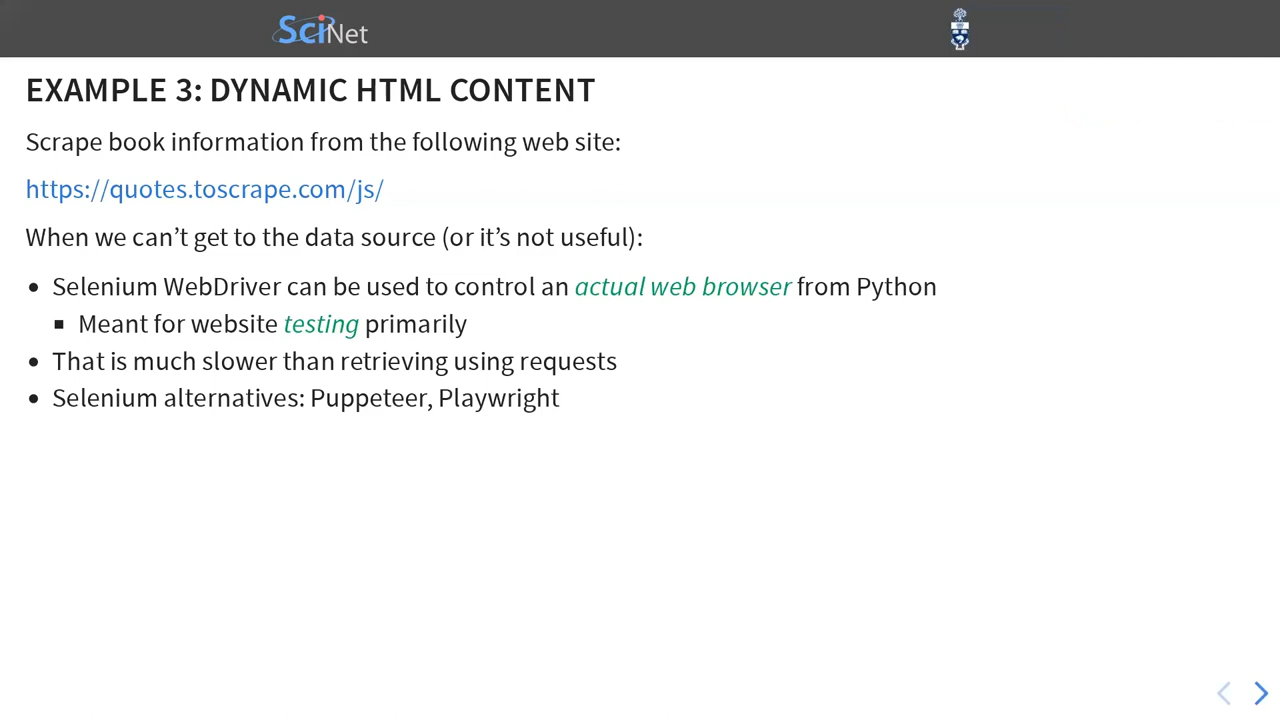 SciNet
EXAMPLE 3: DYNAMIC HTML CONTENT
Scrape book information from the following web site:
https://quotes.toscrape.com/js/
When we can’t get to the data source (or it’s not useful):
• Selenium WebDriver can be used to control an actual web browser from Python
▪ Meant for website testing primarily
• That is much slower than retrieving using requests
• Selenium alternatives: Puppeteer, Playwright